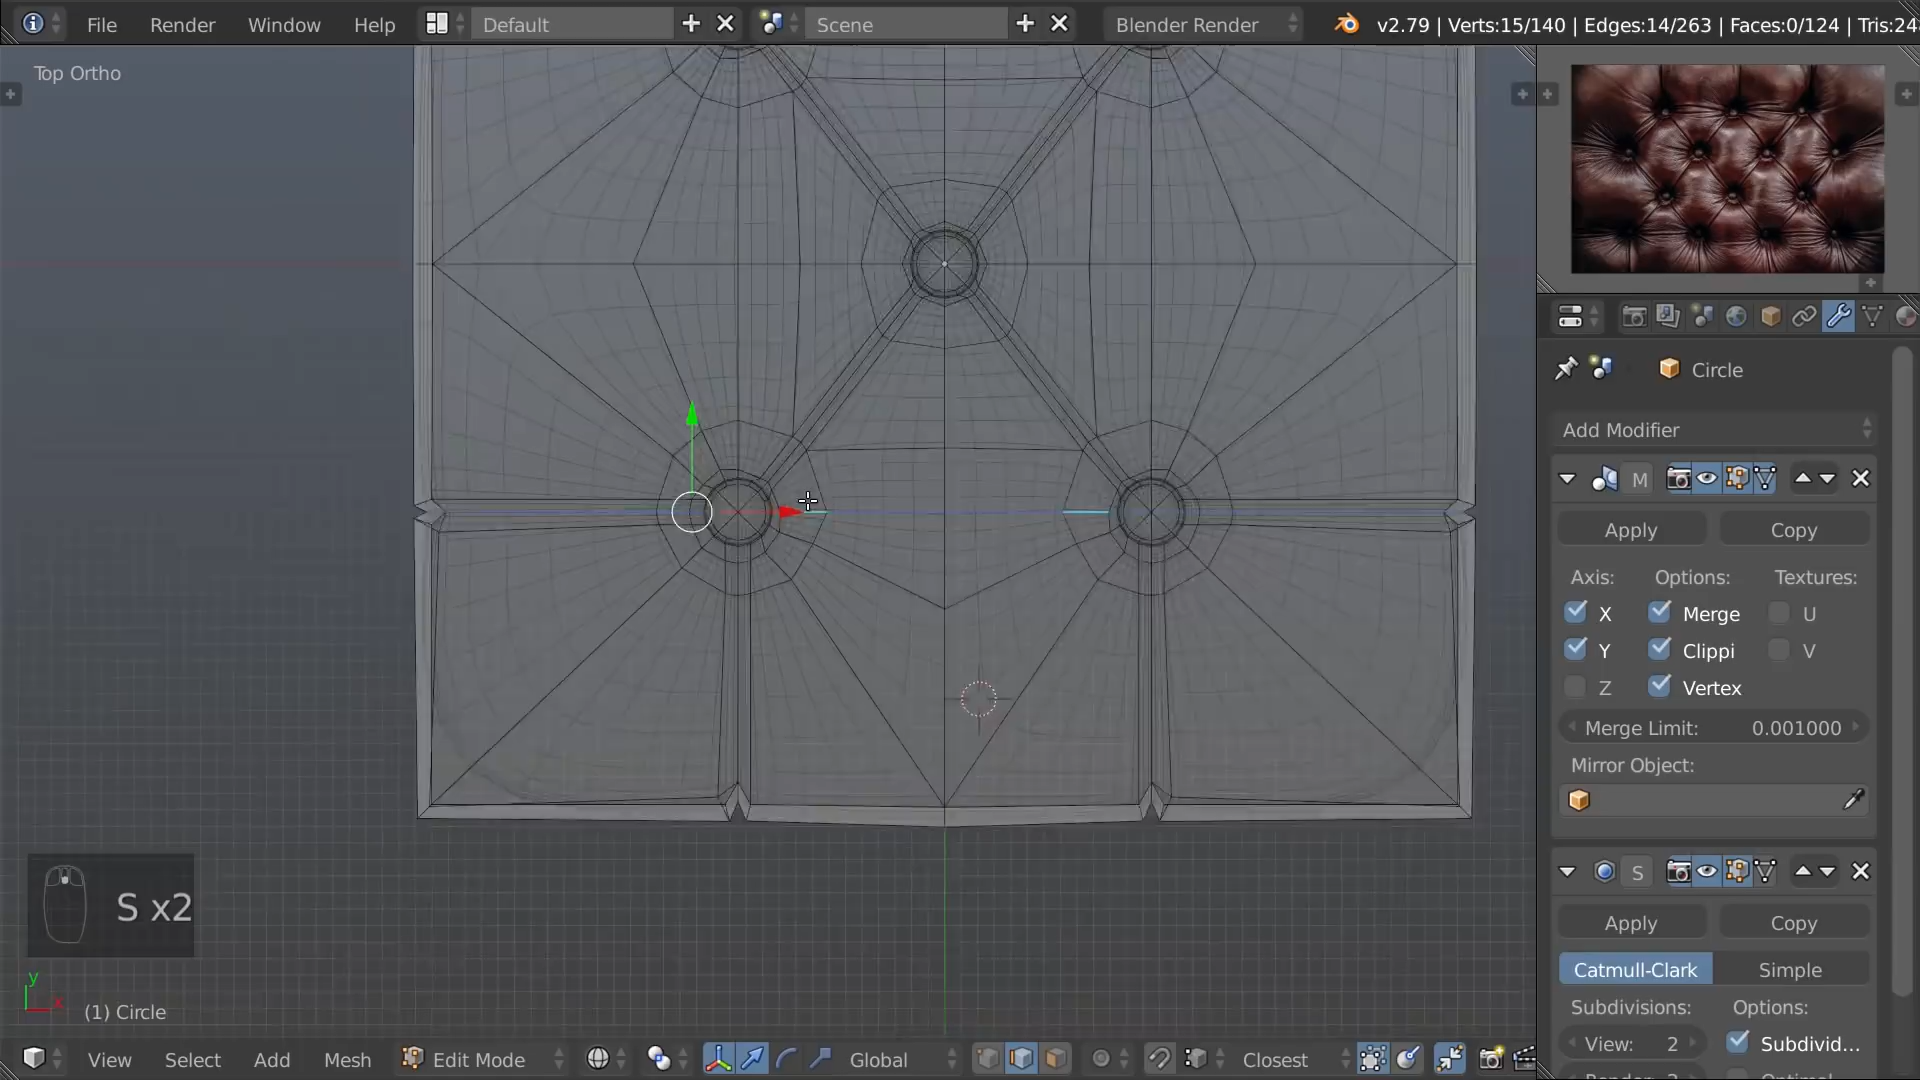 File Render Window Help Default Scene Blender Render v2.79 | Verts:15/140 | Edges:14/263 | Faces:0/124 | Tris:24
Top Ortho
Circle
Add Modifier
M
Apply Copy
Axis: Options: Textures:
X Merge U
Y Clippi V
Z Vertex
Merge Limit: 0.001000
Mirror Object:
S
Apply Copy
Catmull-Clark Simple
Subdivisions: Options:
View: 2 Subdivid...
S x2
y
x
(1) Circle
View Select Add Mesh Edit Mode Global Closest